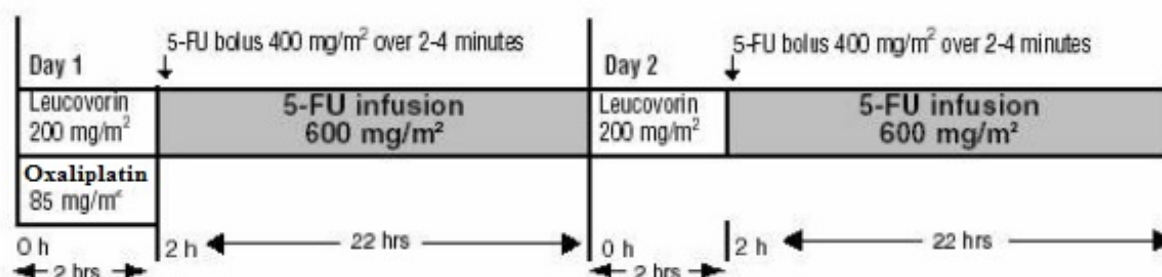 5-FU bolus 400 mg/m² over 2-4 minutes
5-FU bolus 400 mg/m² over 2-4 minutes
Day 1
Day 2
Leucovorin
200 mg/m²
5-FU infusion
600 mg/m²
Leucovorin
200 mg/m²
5-FU infusion
600 mg/m²
Oxaliplatin
85 mg/m²
0 h
2 h
22 hrs
0 h
2 h
22 hrs
2 hrs
2 hrs